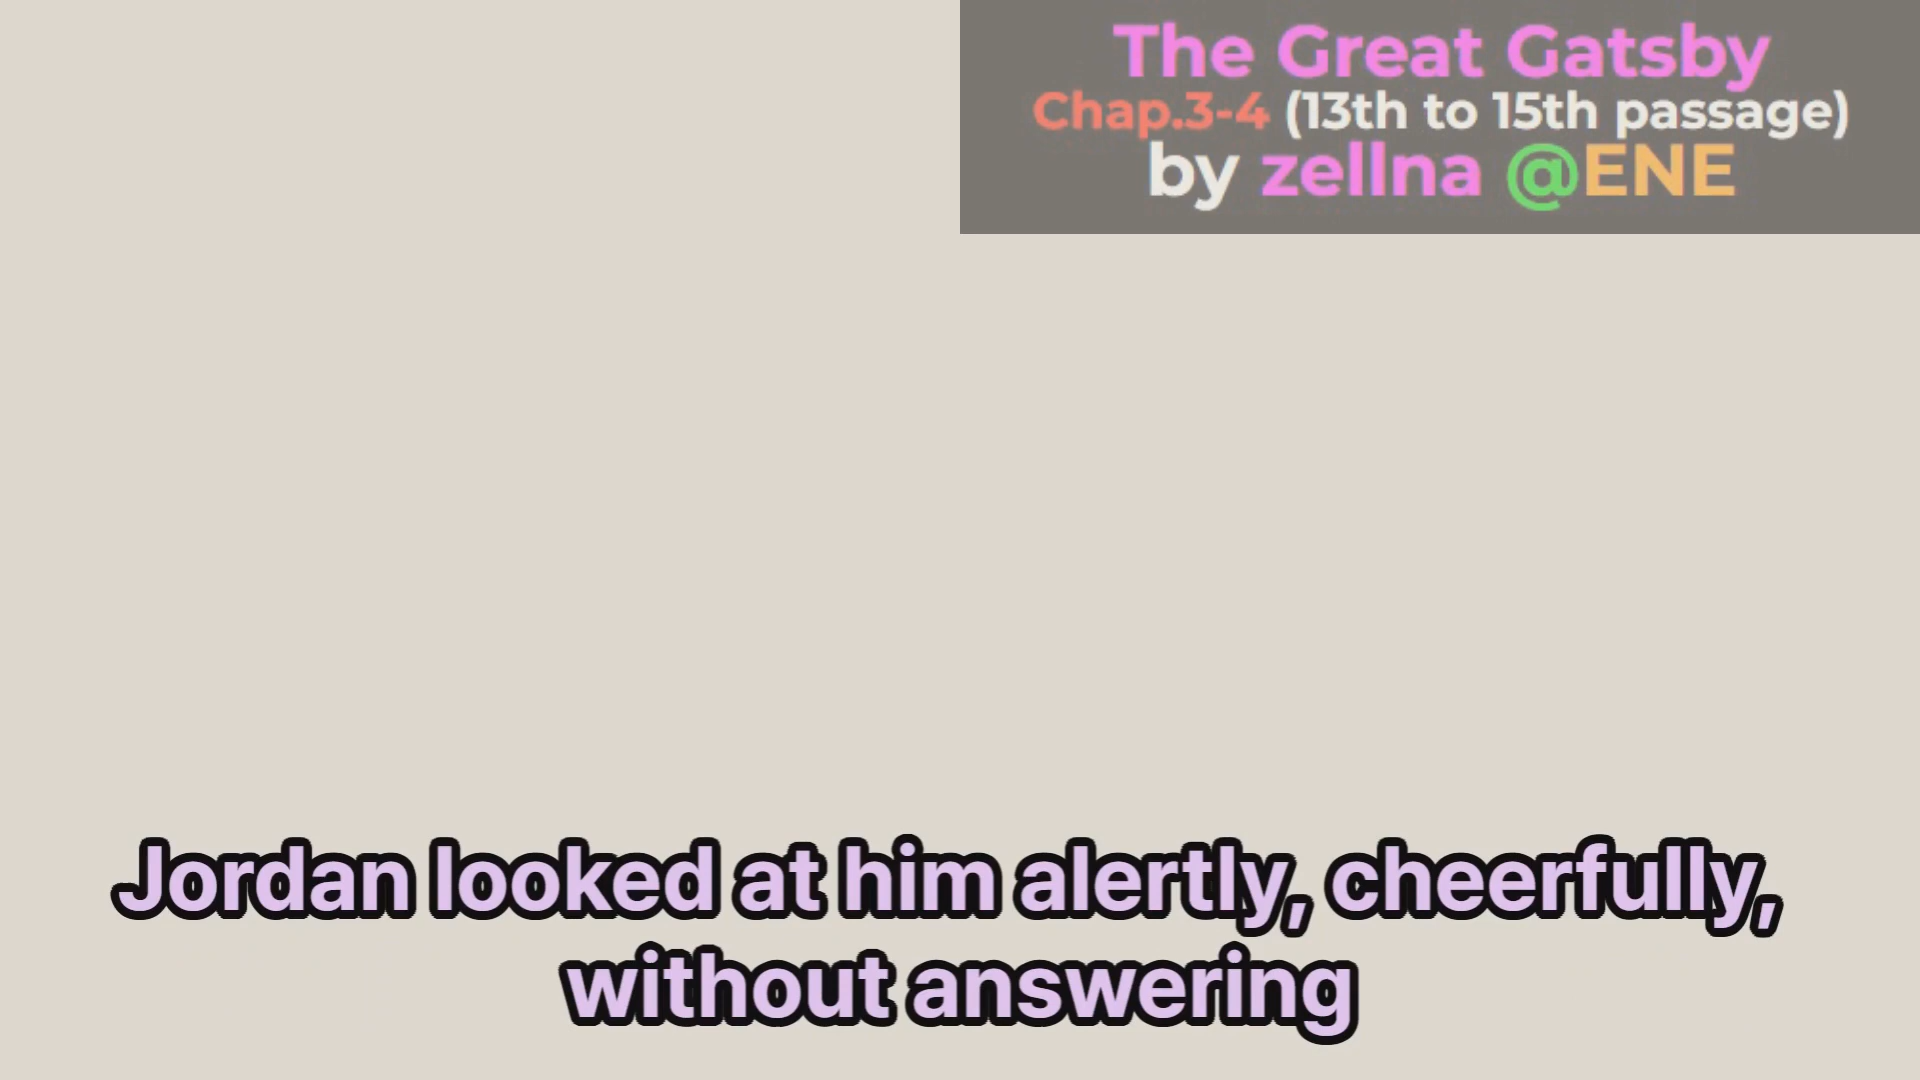 The Great Gatsby
Chap.3-4 (13th to 15th passage)
by zellna @ENE
Jordan looked at him alertly, cheerfully,
without answering